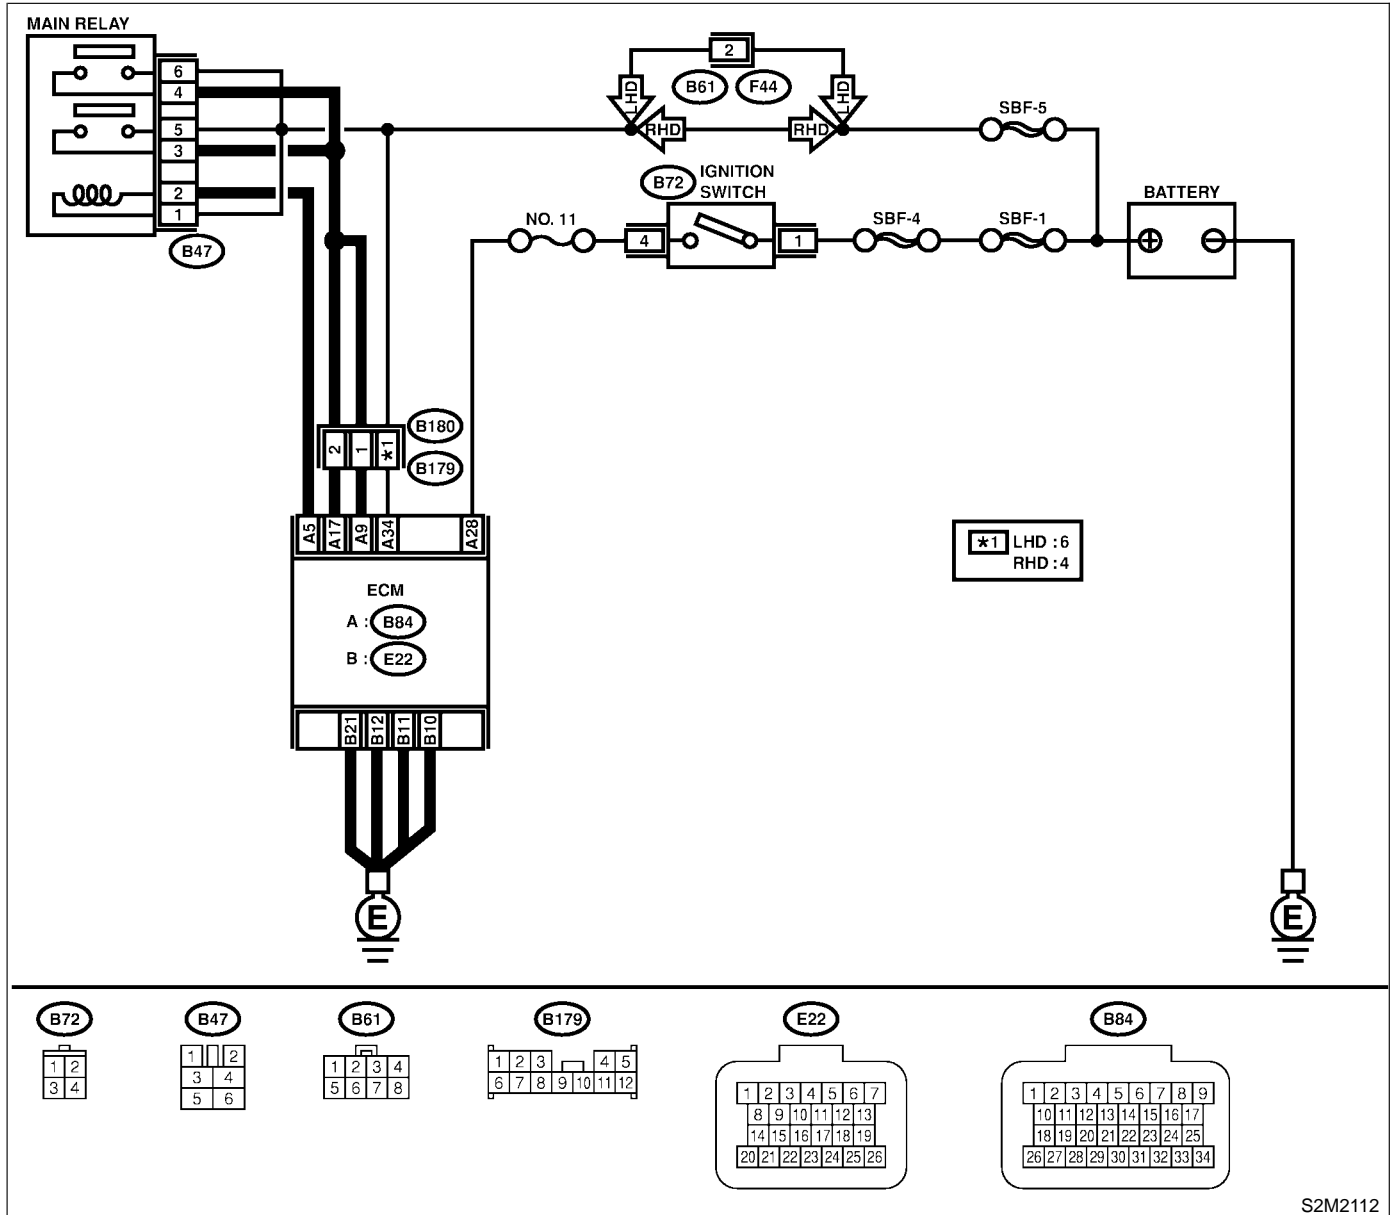 MAIN RELAY
6
4
5
3
2
1
B47
2
B61 F44
LHD LHD
RHD RHD
SBF-5
B72 IGNITION
SWITCH
NO. 11
4
1
SBF-4
SBF-1
BATTERY
+ −
2 1 *1
B180
B179
A5 A17 A9 A34 A28
ECM
A : B84
B : E22
B21 B12 B11 B10
*1 LHD : 6
RHD : 4
E
E
B72
1 2
3 4
B47
1 2
3 4
5 6
B61
1 2 3 4
5 6 7 8
B179
1 2 3 4 5
6 7 8 9 10 11 12
E22
1 2 3 4 5 6 7
8 9 10 11 12 13
14 15 16 17 18 19
20 21 22 23 24 25 26
B84
1 2 3 4 5 6 7 8 9
10 11 12 13 14 15 16 17
18 19 20 21 22 23 24 25
26 27 28 29 30 31 32 33 34
S2M2112